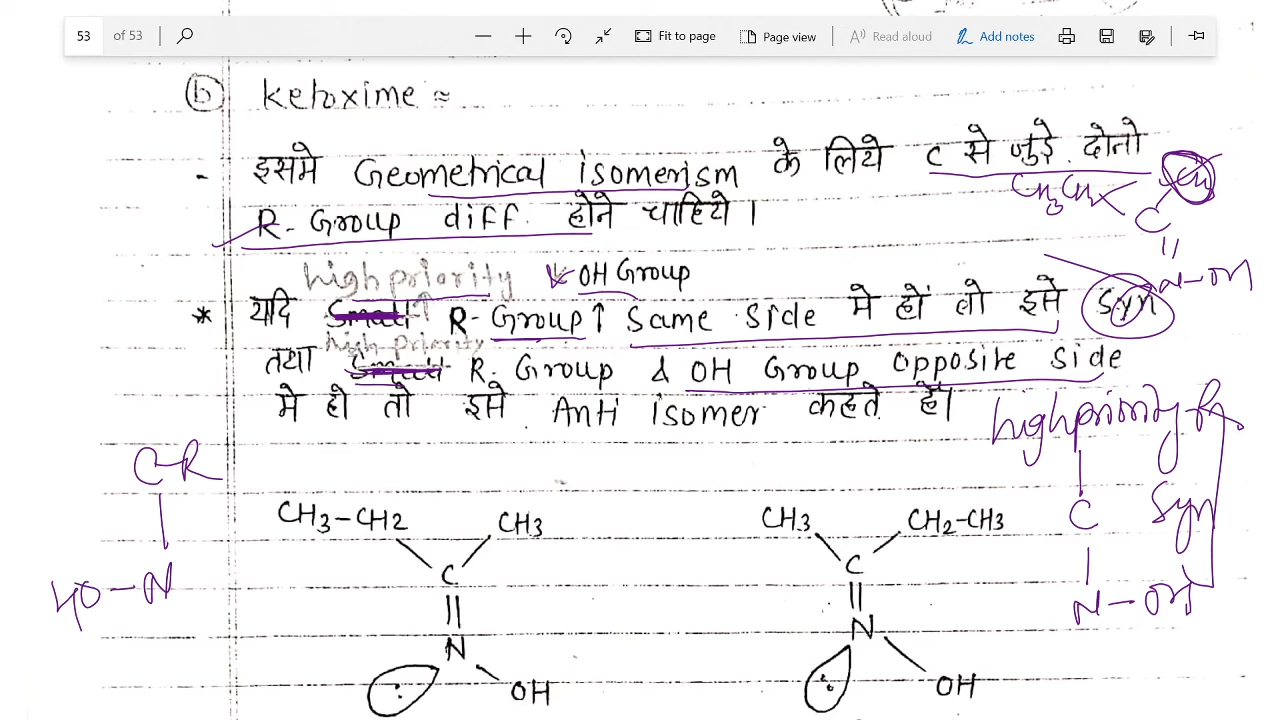 53 of 53 Fit to page Page view Read aloud Add notes
b ketoxime ≈
- इसमे Geometrical isomerism के लिये C से जुड़े दोनो
R- Group diff. होने चाहिये।
high priority OH Group
* यदि R- Group↑ Same Side मे हों तो इसे Syn
high priority
तथा R. Group & OH Group opposite Side
मे हो तो इसे Anti isomer कहते हैं।
C
N-OH
high priority R
C Syn
N-OH
C-R
HO-N
CH3-CH2 CH3
C
N
OH
CH3 CH2-CH3
C
N
OH